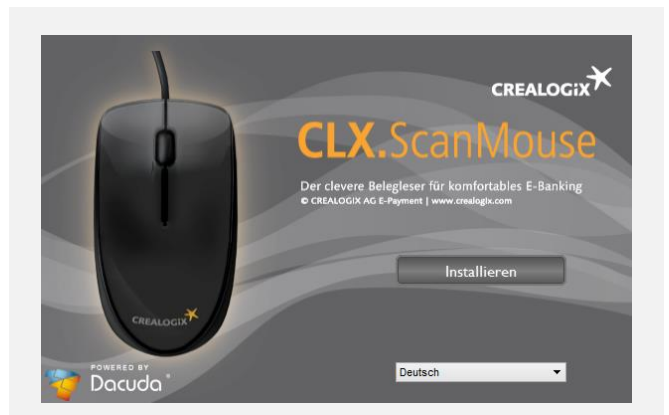 CREALOGIX
CLX.ScanMouse
Der clevere Belegleser für komfortables E-Banking
© CREALOGIX AG E-Payment | www.crealogix.com
Installieren
CREALOGIX
POWERED BY
Dacuda
Deutsch